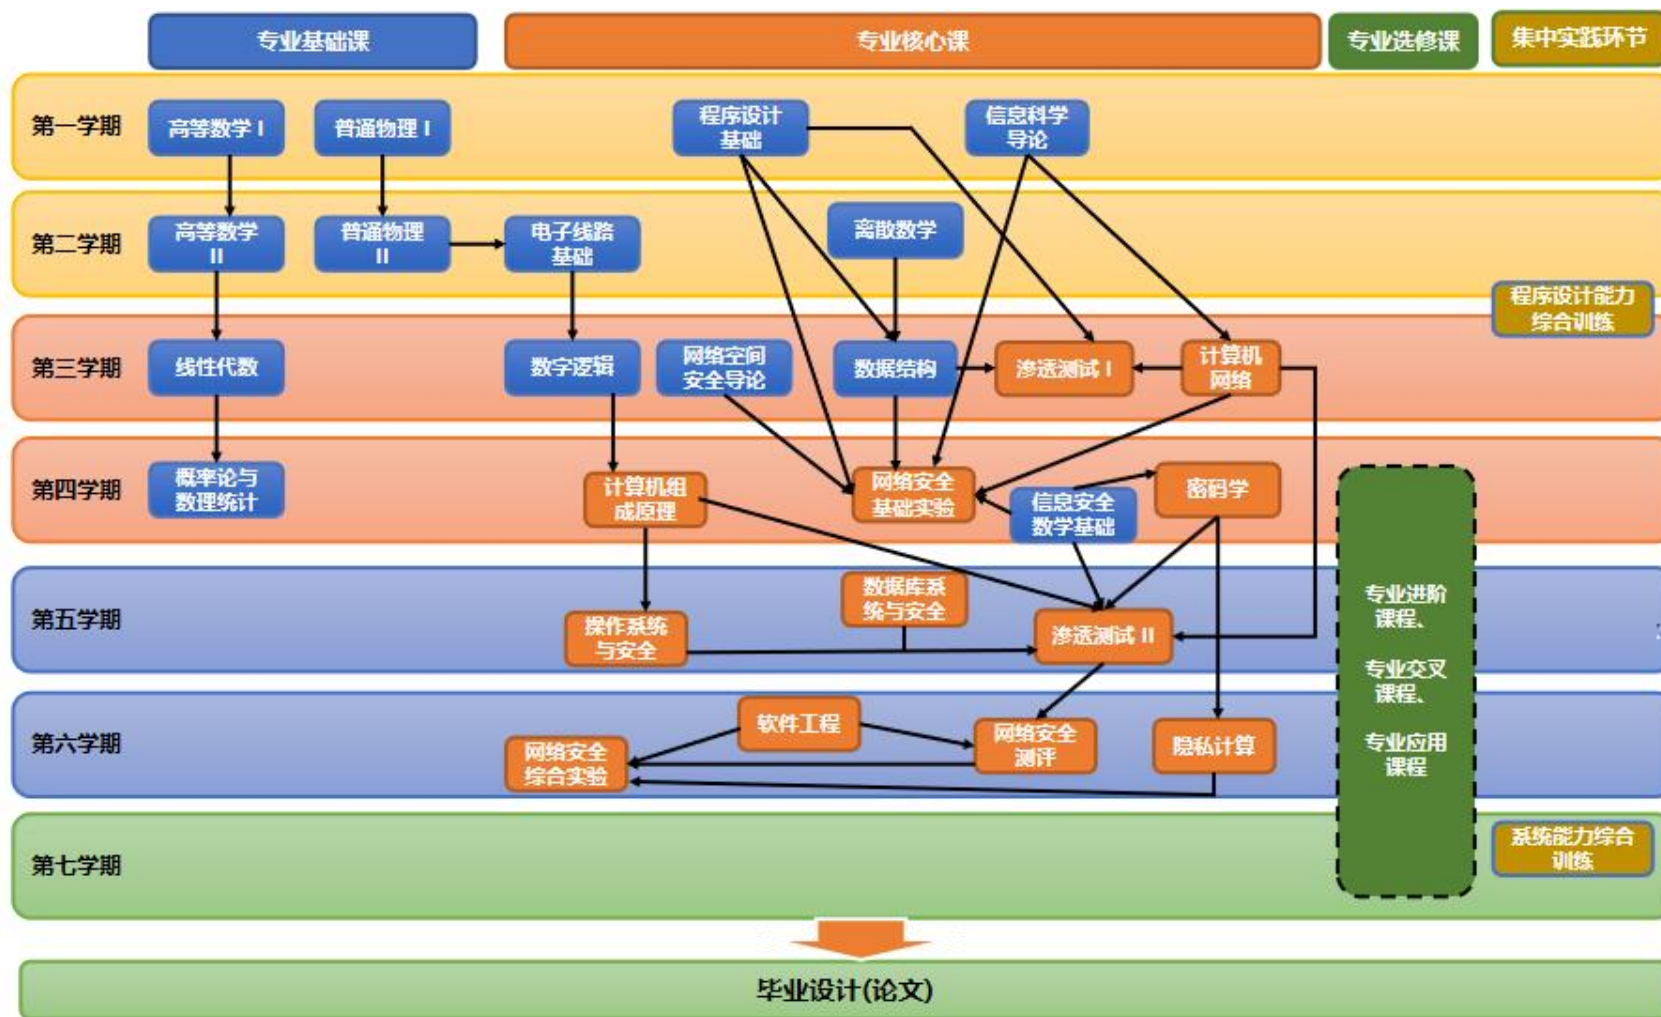 专业基础课
专业核心课
专业选修课
集中实践环节
第一学期
高等数学 I
普通物理 I
程序设计
基础
信息科学
导论
第二学期
高等数学
II
普通物理
II
电子线路
基础
离散数学
程序设计能力
综合训练
第三学期
线性代数
数字逻辑
网络空间
安全导论
数据结构
渗透测试 I
计算机
网络
第四学期
概率论与
数理统计
计算机组
成原理
网络安全
基础实验
信息安全
数学基础
密码学
第五学期
操作系统
与安全
数据库系
统与安全
渗透测试 II
专业进阶
课程、
专业交叉
课程、
专业应用
课程
第六学期
网络安全
综合实验
软件工程
网络安全
测评
隐私计算
第七学期
系统能力综合
训练
毕业设计(论文)